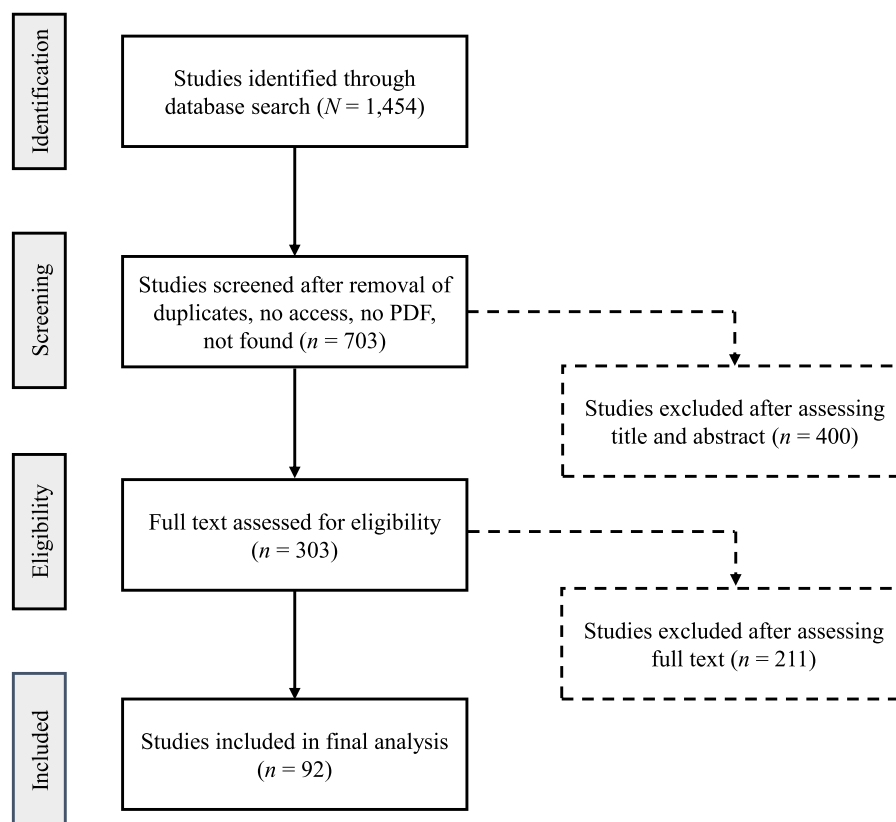 Identification
Studies identified through
database search (N = 1,454)
Screening
Studies screened after removal of
duplicates, no access, no PDF,
not found (n = 703)
Studies excluded after assessing
title and abstract (n = 400)
Eligibility
Full text assessed for eligibility
(n = 303)
Studies excluded after assessing
full text (n = 211)
Included
Studies included in final analysis
(n = 92)